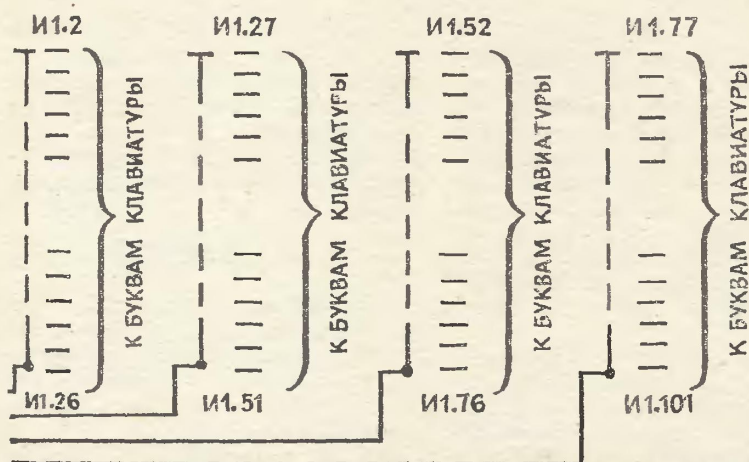 И1.2
И1.27
И1.52
И1.77
К БУКВАМ КЛАВИАТУРЫ
К БУКВАМ КЛАВИАТУРЫ
К БУКВАМ КЛАВИАТУРЫ
К БУКВАМ КЛАВИАТУРЫ
И1.26
И1.51
И1.76
И1.101